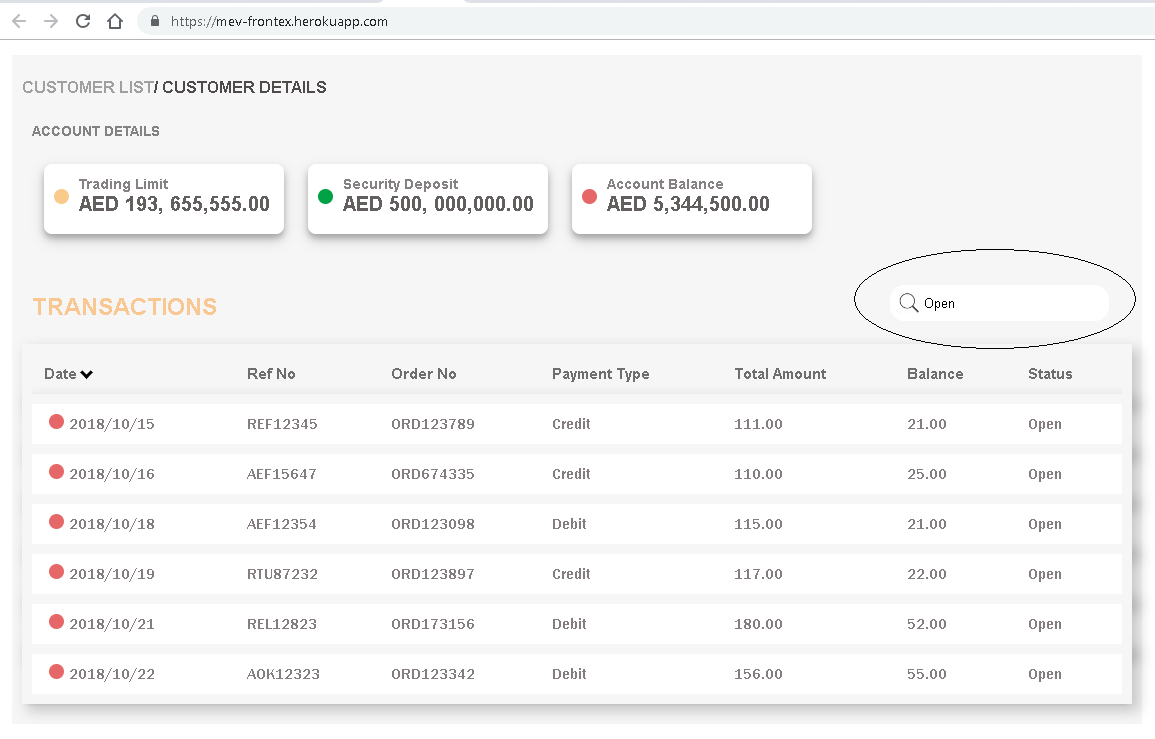 https://mev-frontex.herokuapp.com
CUSTOMER LIST/ CUSTOMER DETAILS
ACCOUNT DETAILS
Trading Limit
AED 193, 655,555.00
Security Deposit
AED 500, 000,000.00
Account Balance
AED 5,344,500.00
TRANSACTIONS
Open
Date Ref No Order No Payment Type Total Amount Balance Status
2018/10/15 REF12345 ORD123789 Credit 111.00 21.00 Open
2018/10/16 AEF15647 ORD674335 Credit 110.00 25.00 Open
2018/10/18 AEF12354 ORD123098 Debit 115.00 21.00 Open
2018/10/19 RTU87232 ORD123897 Credit 117.00 22.00 Open
2018/10/21 REL12823 ORD173156 Debit 180.00 52.00 Open
2018/10/22 AOK12323 ORD123342 Debit 156.00 55.00 Open